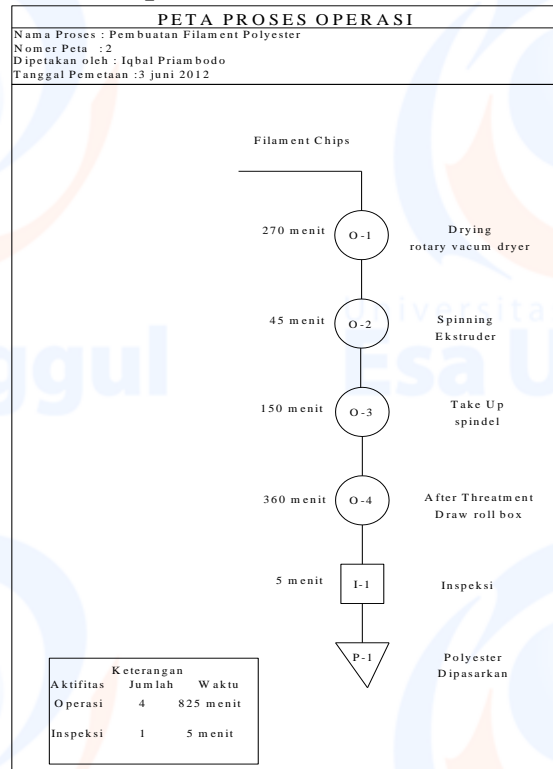 PETA PROSES OPERASI
Nama Proses : Pembuatan Filament Polyester
Nomer Peta : 2
Dipetakan oleh : Iqbal Priambodo
Tanggal Pemetaan :3 juni 2012
Filament Chips
270 menit O-1 Drying
rotary vacum dryer
45 menit O-2 Spinning
Ekstruder
150 menit O-3 Take Up
spindel
360 menit O-4 After Threatment
Draw roll box
5 menit I-1 Inspeksi
P-1 Polyester
Dipasarkan
Keterangan
Aktifitas Jumlah Waktu
Operasi 4 825 menit
Inspeksi 1 5 menit
Universita
Esa U
nggul